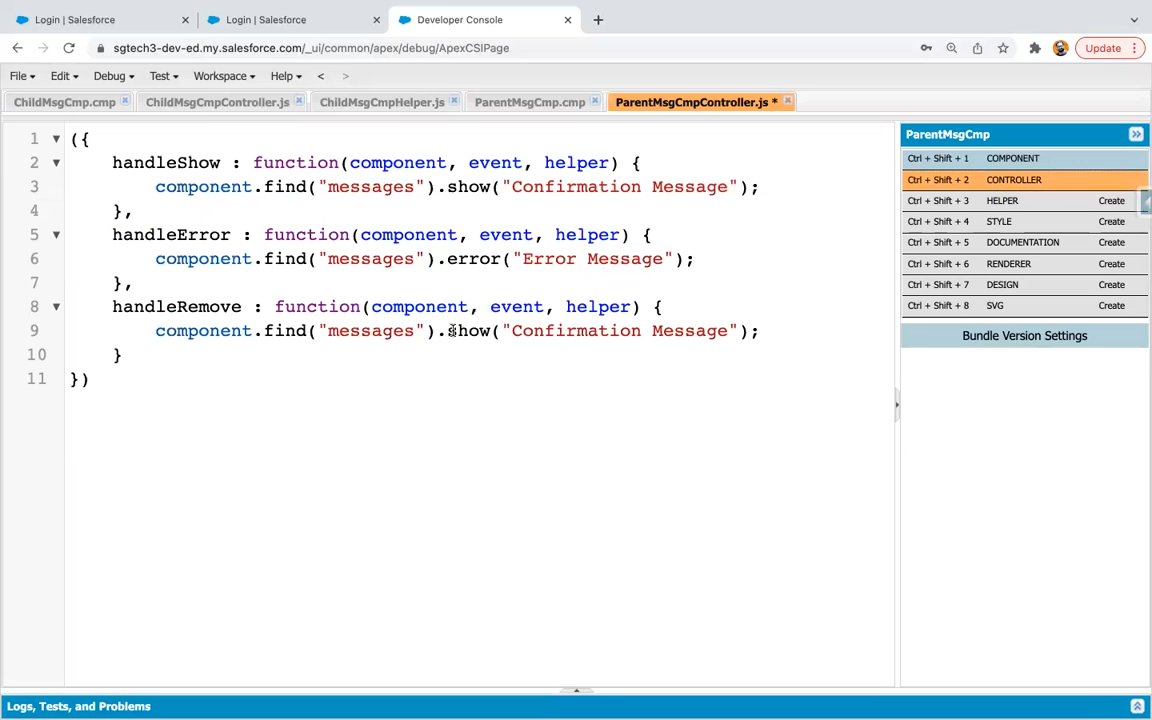 Login | Salesforce
Login | Salesforce
Developer Console
sgtech3-dev-ed.my.salesforce.com/_ui/common/apex/debug/ApexCSIPage
Update
File Edit Debug Test Workspace Help < >
ChildMsgCmp.cmp ChildMsgCmpController.js ChildMsgCmpHelper.js ParentMsgCmp.cmp ParentMsgCmpController.js *
1 ({
2 handleShow : function(component, event, helper) {
3 component.find("messages").show("Confirmation Message");
4 },
5 handleError : function(component, event, helper) {
6 component.find("messages").error("Error Message");
7 },
8 handleRemove : function(component, event, helper) {
9 component.find("messages").show("Confirmation Message");
10 }
11 })
ParentMsgCmp
Ctrl + Shift + 1 COMPONENT
Ctrl + Shift + 2 CONTROLLER
Ctrl + Shift + 3 HELPER Create
Ctrl + Shift + 4 STYLE Create
Ctrl + Shift + 5 DOCUMENTATION Create
Ctrl + Shift + 6 RENDERER Create
Ctrl + Shift + 7 DESIGN Create
Ctrl + Shift + 8 SVG Create
Bundle Version Settings
Logs, Tests, and Problems